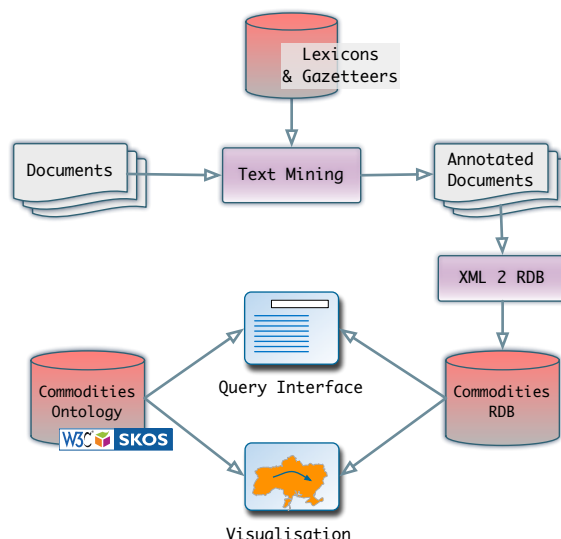 Lexicons
& Gazetteers
Documents
Text Mining
Annotated
Documents
XML 2 RDB
Query Interface
Commodities
Ontology
W3C SKOS
Commodities
RDB
Visualisation